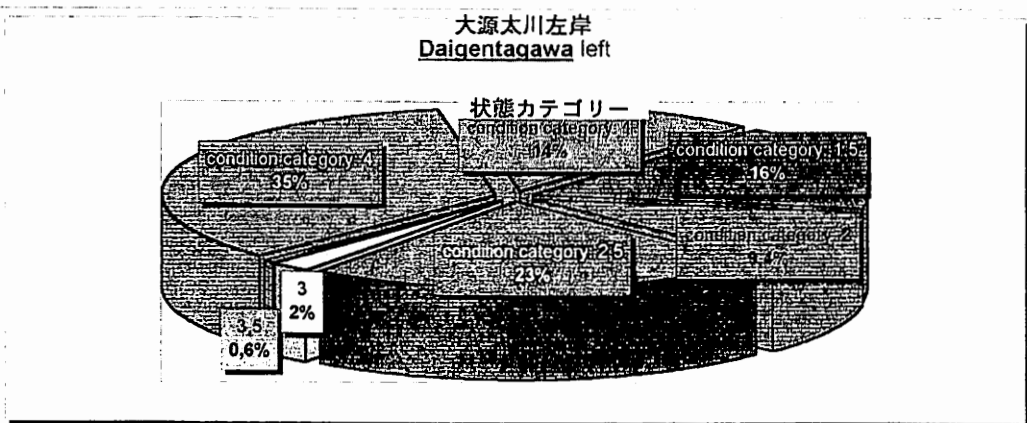 大源太川左岸
Daigentagawa left
状態カテゴリー
condition category: 1
14%
condition category: 1.5
16%
condition category: 4
35%
condition category: 2
condition category: 2.5
23%
3
2%
3,5
0,6%